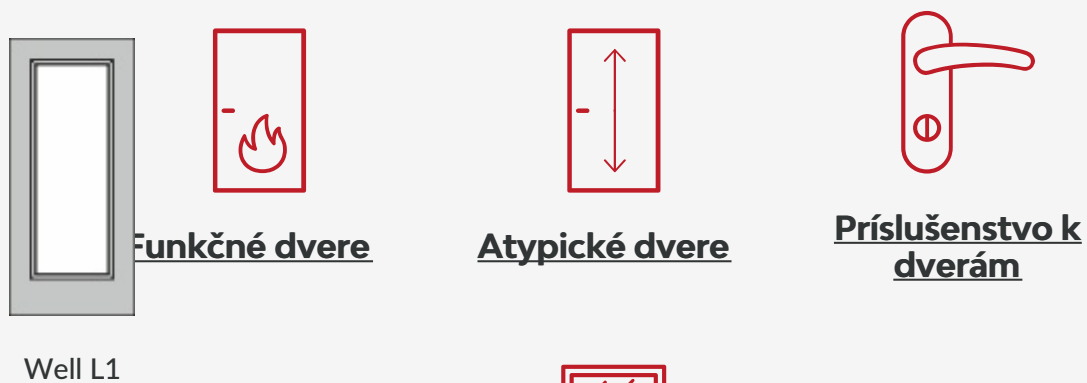 Funkčné dvere
Atypické dvere
Príslušenstvo k
dverám
Well L1